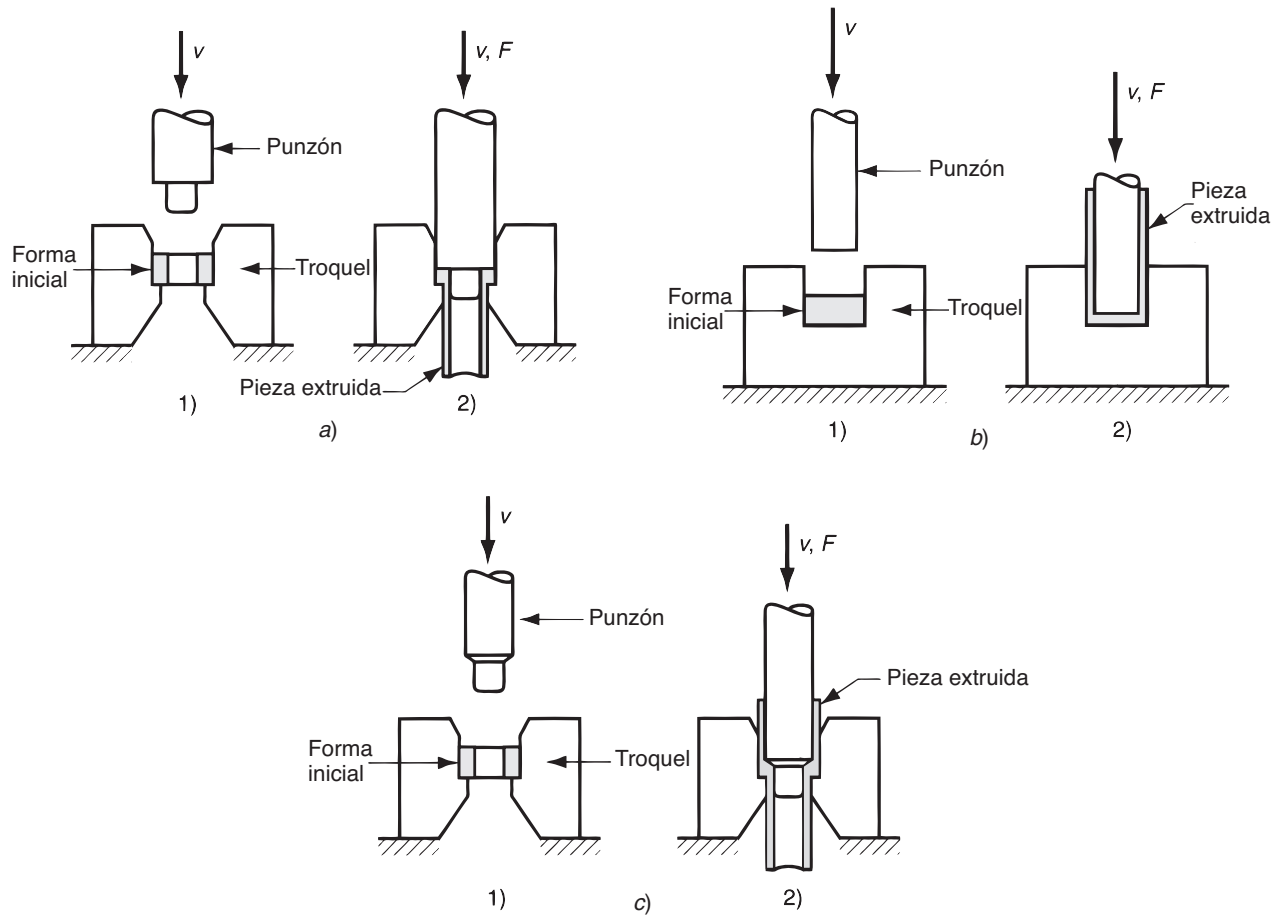 v
v, F
Punzón
Forma
inicial
Troquel
Pieza extruida
1)
2)
a)
v
v, F
Punzón
Pieza
extruida
Forma
inicial
Troquel
1)
2)
b)
v
v, F
Punzón
Pieza extruida
Forma
inicial
Troquel
1)
2)
c)